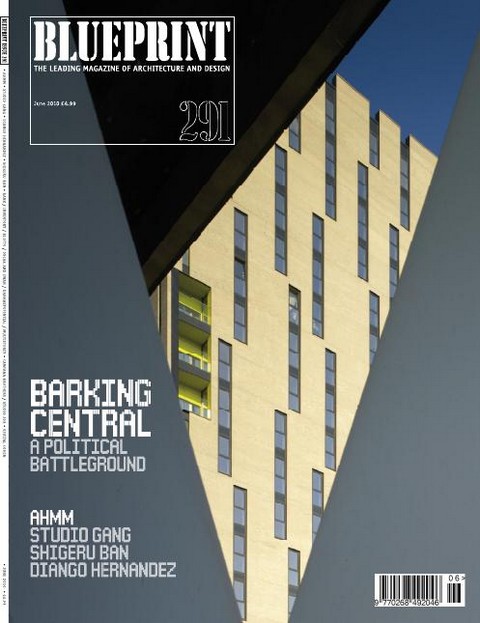 BLUEPRINT
THE LEADING MAGAZINE OF ARCHITECTURE AND DESIGN
June 2010 £4.99
291
BARKING
CENTRAL
A POLITICAL
BATTLEGROUND
AHMM
STUDIO GANG
SHIGERU BAN
DIANGO HERNANDEZ
06>
9 770268 492046